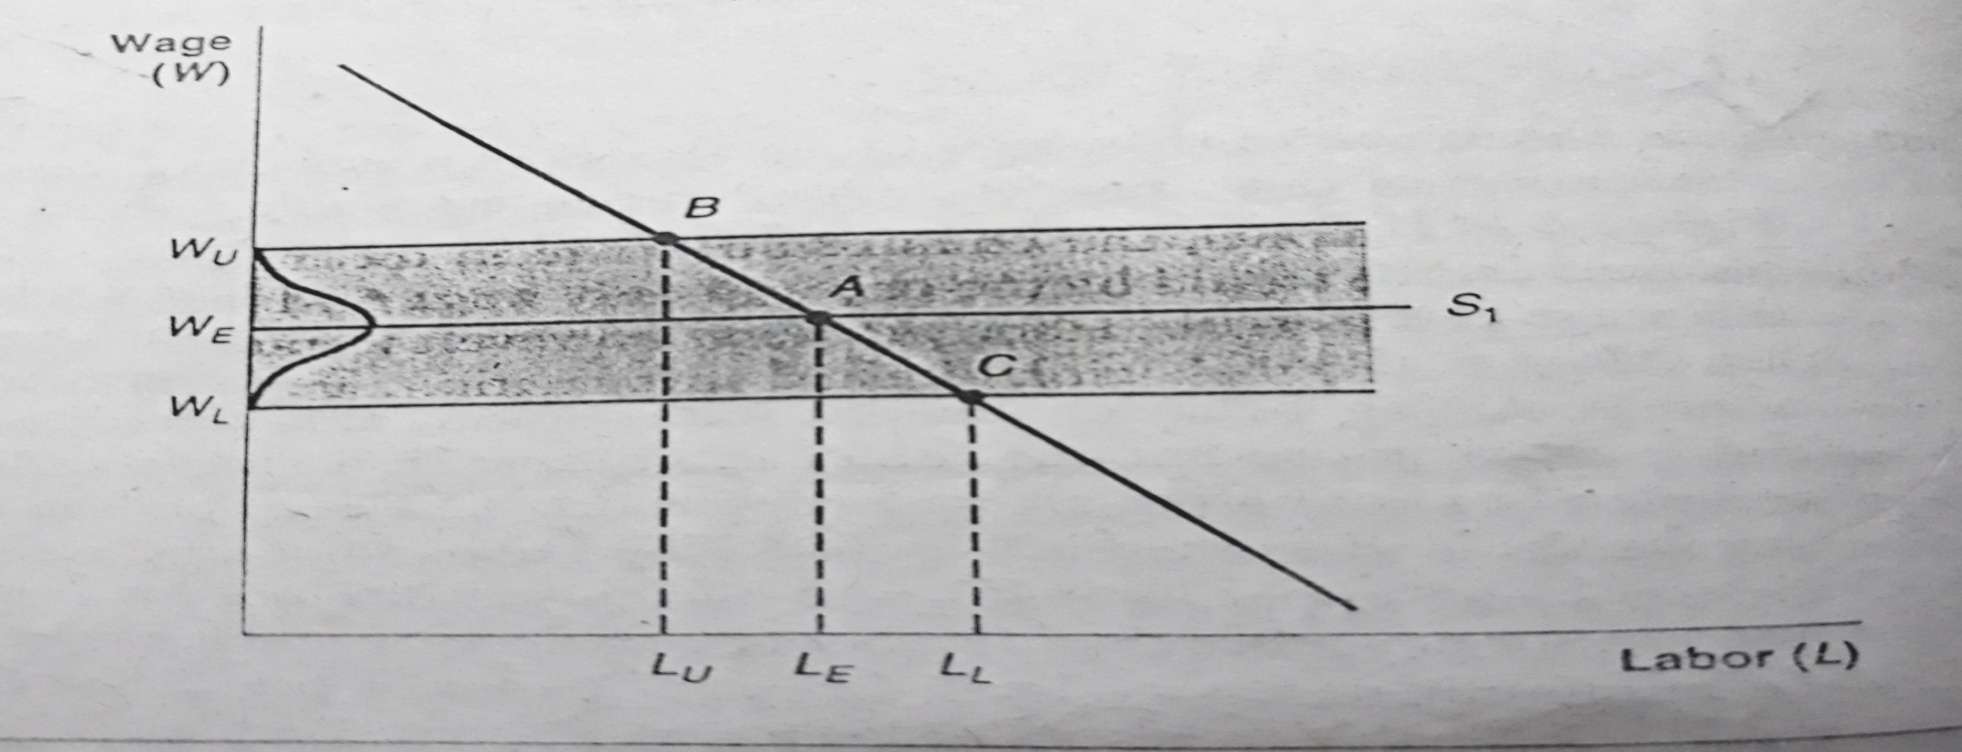 Wage
(W)
B
W_U
A
S_1
W_E
C
W_L
L_U L_E L_L
Labor (L)